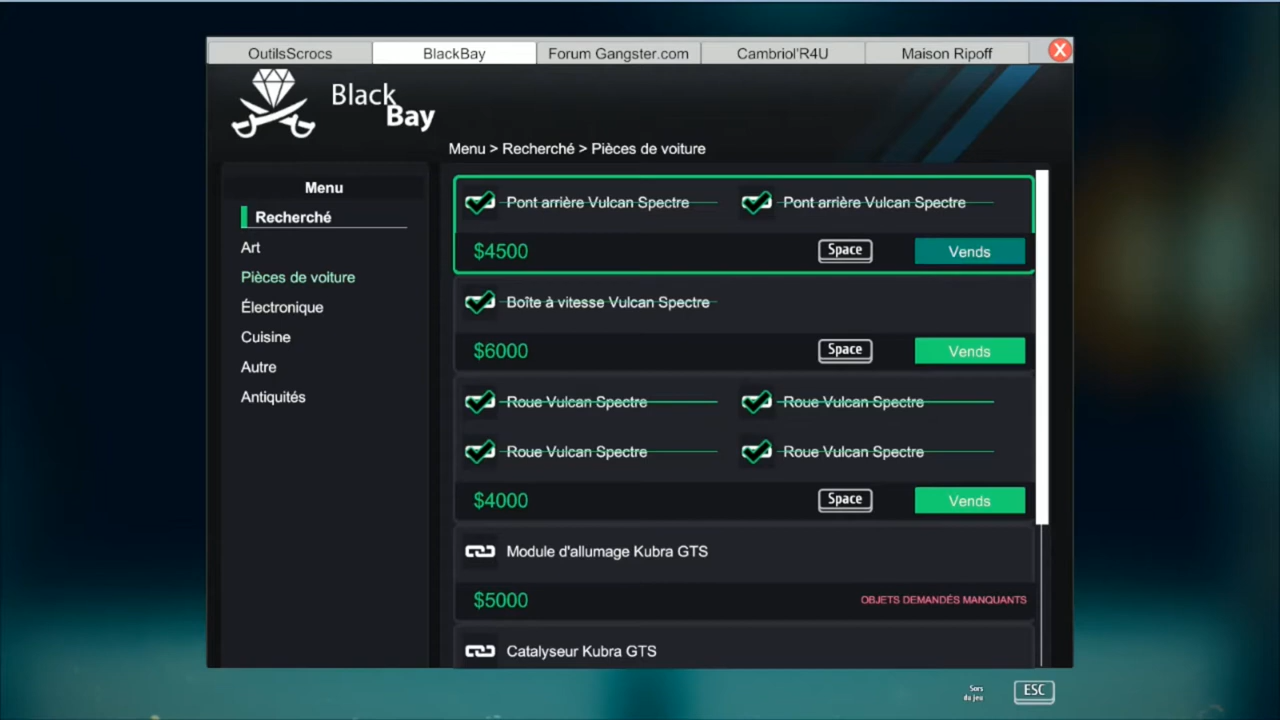 OutilsScrocs
BlackBay
Forum Gangster.com
Cambriol'R4U
Maison Ripoff
X
Black
Bay
Menu > Recherché > Pièces de voiture
Menu
Recherché
Art
Pièces de voiture
Électronique
Cuisine
Autre
Antiquités
Pont arrière Vulcan Spectre
Pont arrière Vulcan Spectre
$4500
Space
Vends
Boîte à vitesse Vulcan Spectre
$6000
Space
Vends
Roue Vulcan Spectre
Roue Vulcan Spectre
Roue Vulcan Spectre
Roue Vulcan Spectre
$4000
Space
Vends
Module d'allumage Kubra GTS
$5000
OBJETS DEMANDÉS MANQUANTS
Catalyseur Kubra GTS
Sors
du jeu
ESC